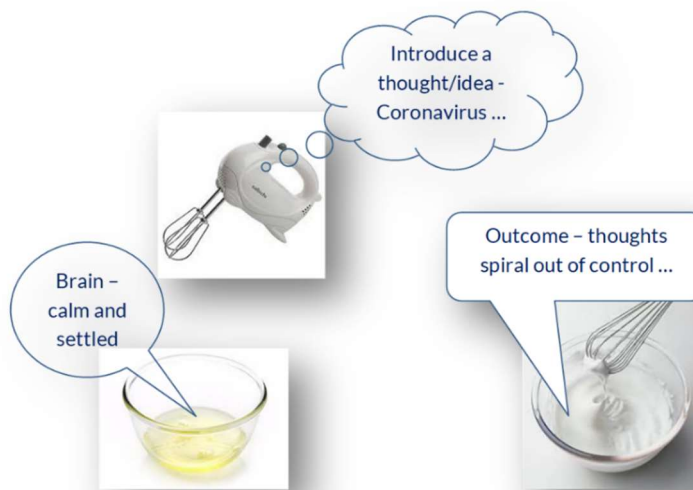 Introduce a
thought/idea -
Coronavirus ...
Outcome – thoughts
spiral out of control ...
Brain –
calm and
settled